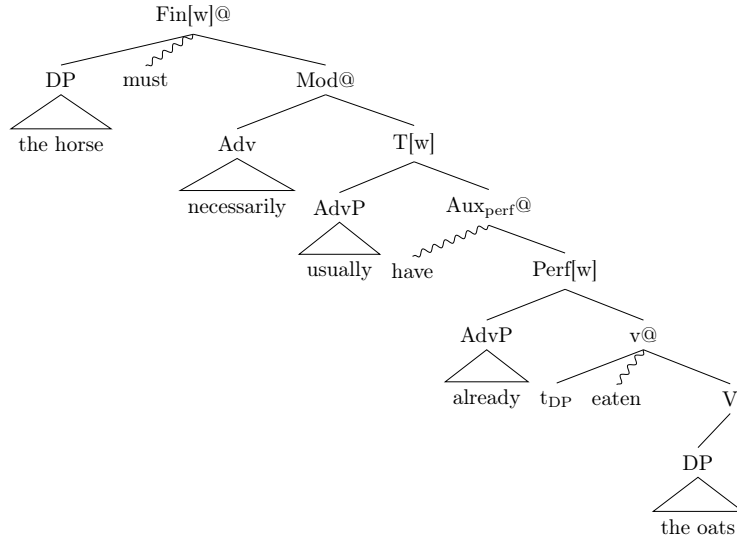 Fin[w]@
DP must Mod@
the horse Adv T[w]
necessarily AdvP Aux_perf@
usually have Perf[w]
AdvP v@
already t_DP eaten V
DP
the oats